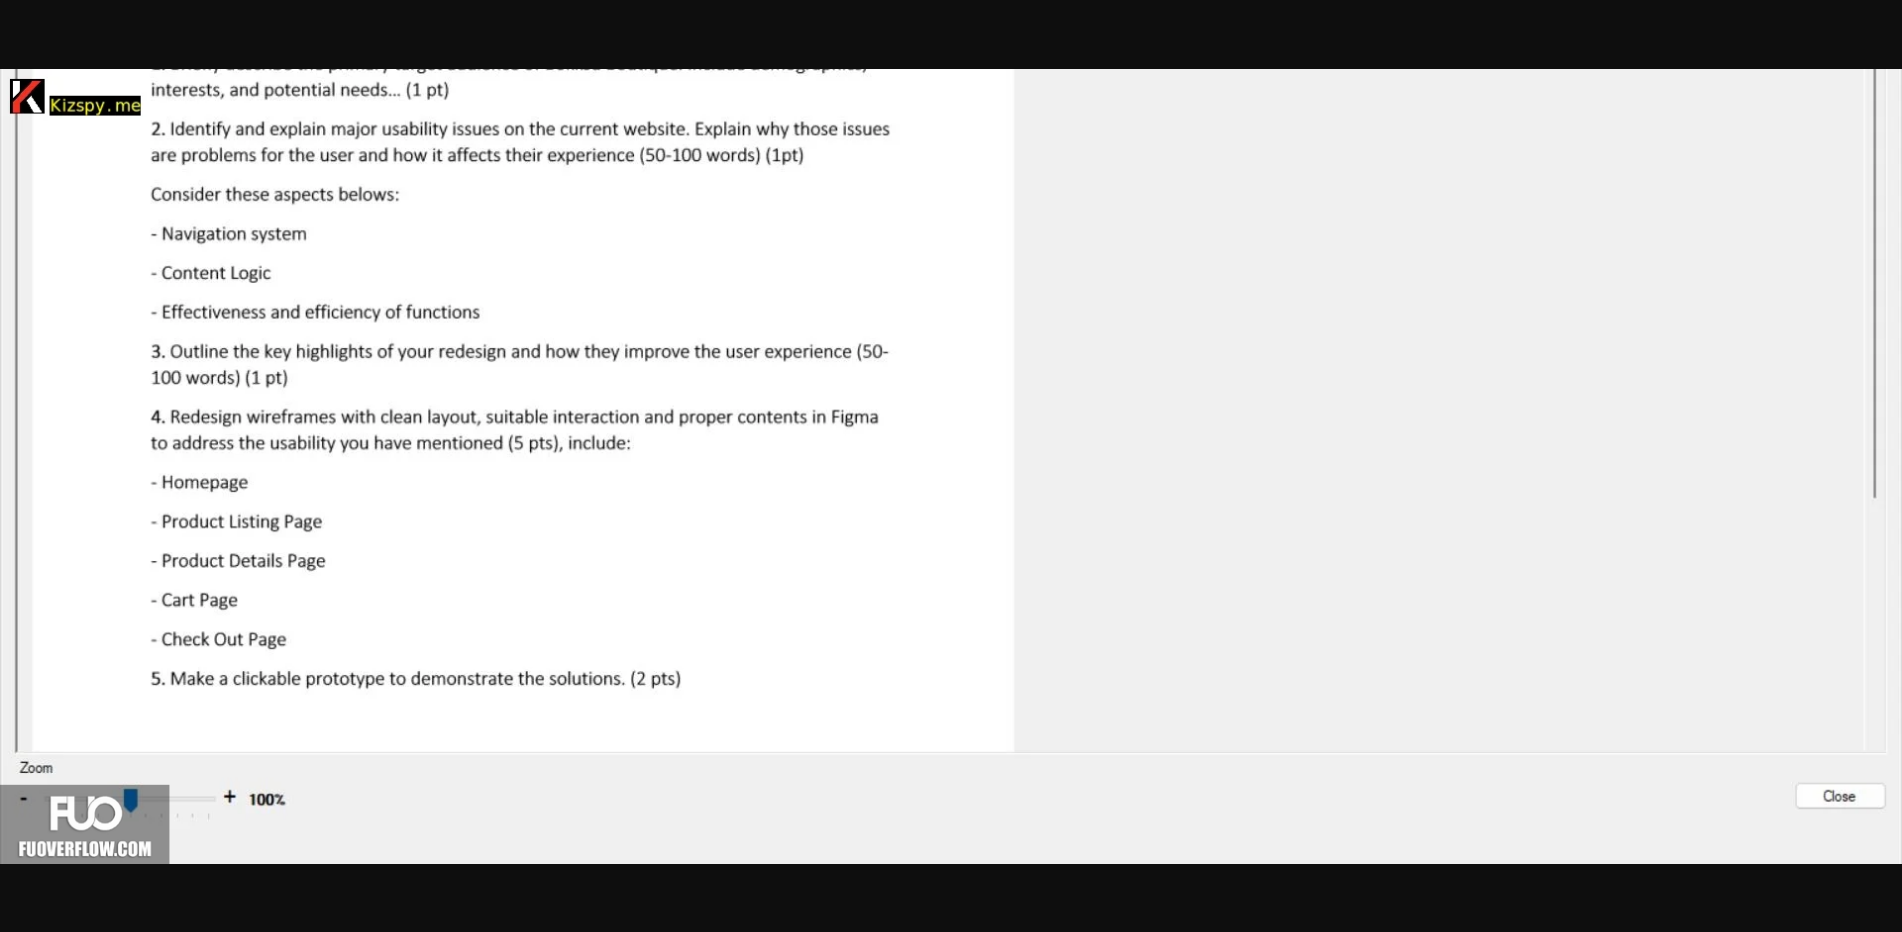 interests, and potential needs... (1 pt)
Kizspy.me
2. Identify and explain major usability issues on the current website. Explain why those issues
are problems for the user and how it affects their experience (50-100 words) (1pt)
Consider these aspects belows:
- Navigation system
- Content Logic
- Effectiveness and efficiency of functions
3. Outline the key highlights of your redesign and how they improve the user experience (50-
100 words) (1 pt)
4. Redesign wireframes with clean layout, suitable interaction and proper contents in Figma
to address the usability you have mentioned (5 pts), include:
- Homepage
- Product Listing Page
- Product Details Page
- Cart Page
- Check Out Page
5. Make a clickable prototype to demonstrate the solutions. (2 pts)
Zoom
- + 100%
Close
FUO
FUOVERFLOW.COM